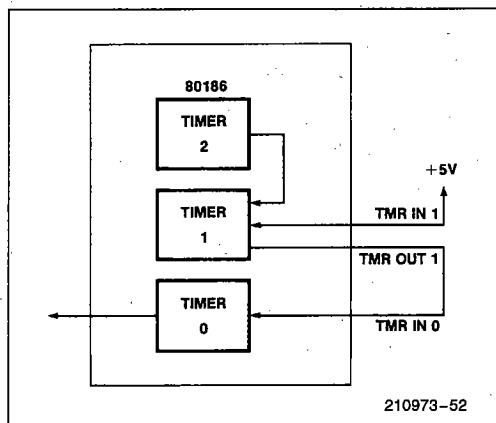 80186
TIMER
2
+5V
TIMER
1
TMR IN 1
TMR OUT 1
TIMER
0
TMR IN 0
210973-52